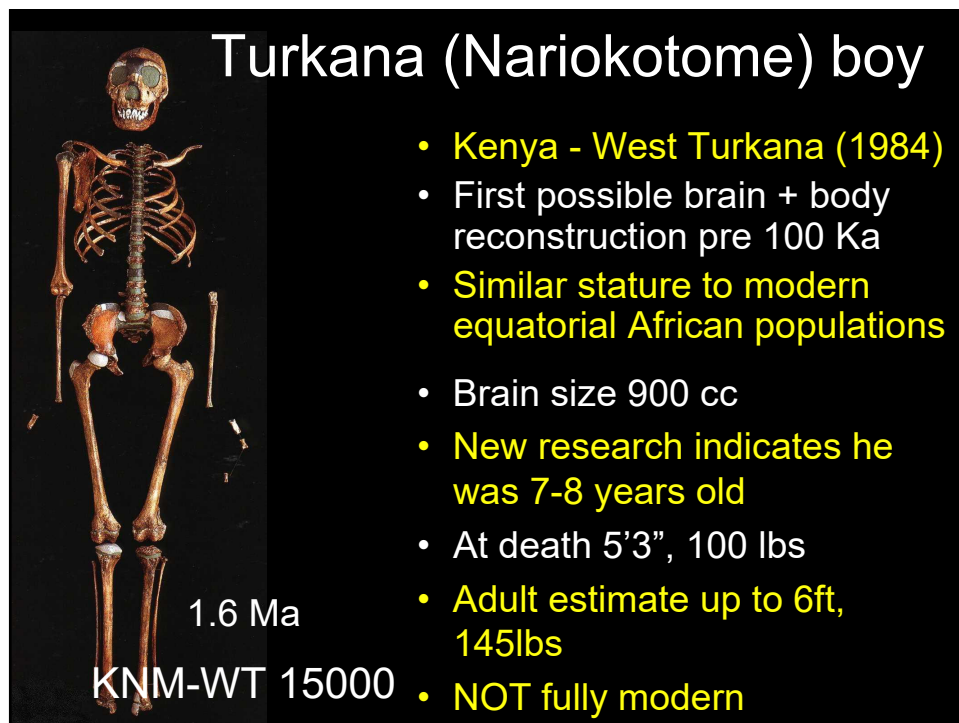 Turkana (Nariokotome) boy
• Kenya - West Turkana (1984)
• First possible brain + body
reconstruction pre 100 Ka
• Similar stature to modern
equatorial African populations
• Brain size 900 cc
• New research indicates he
was 7-8 years old
• At death 5’3”, 100 lbs
• Adult estimate up to 6ft,
145lbs
• NOT fully modern
1.6 Ma
KNM-WT 15000